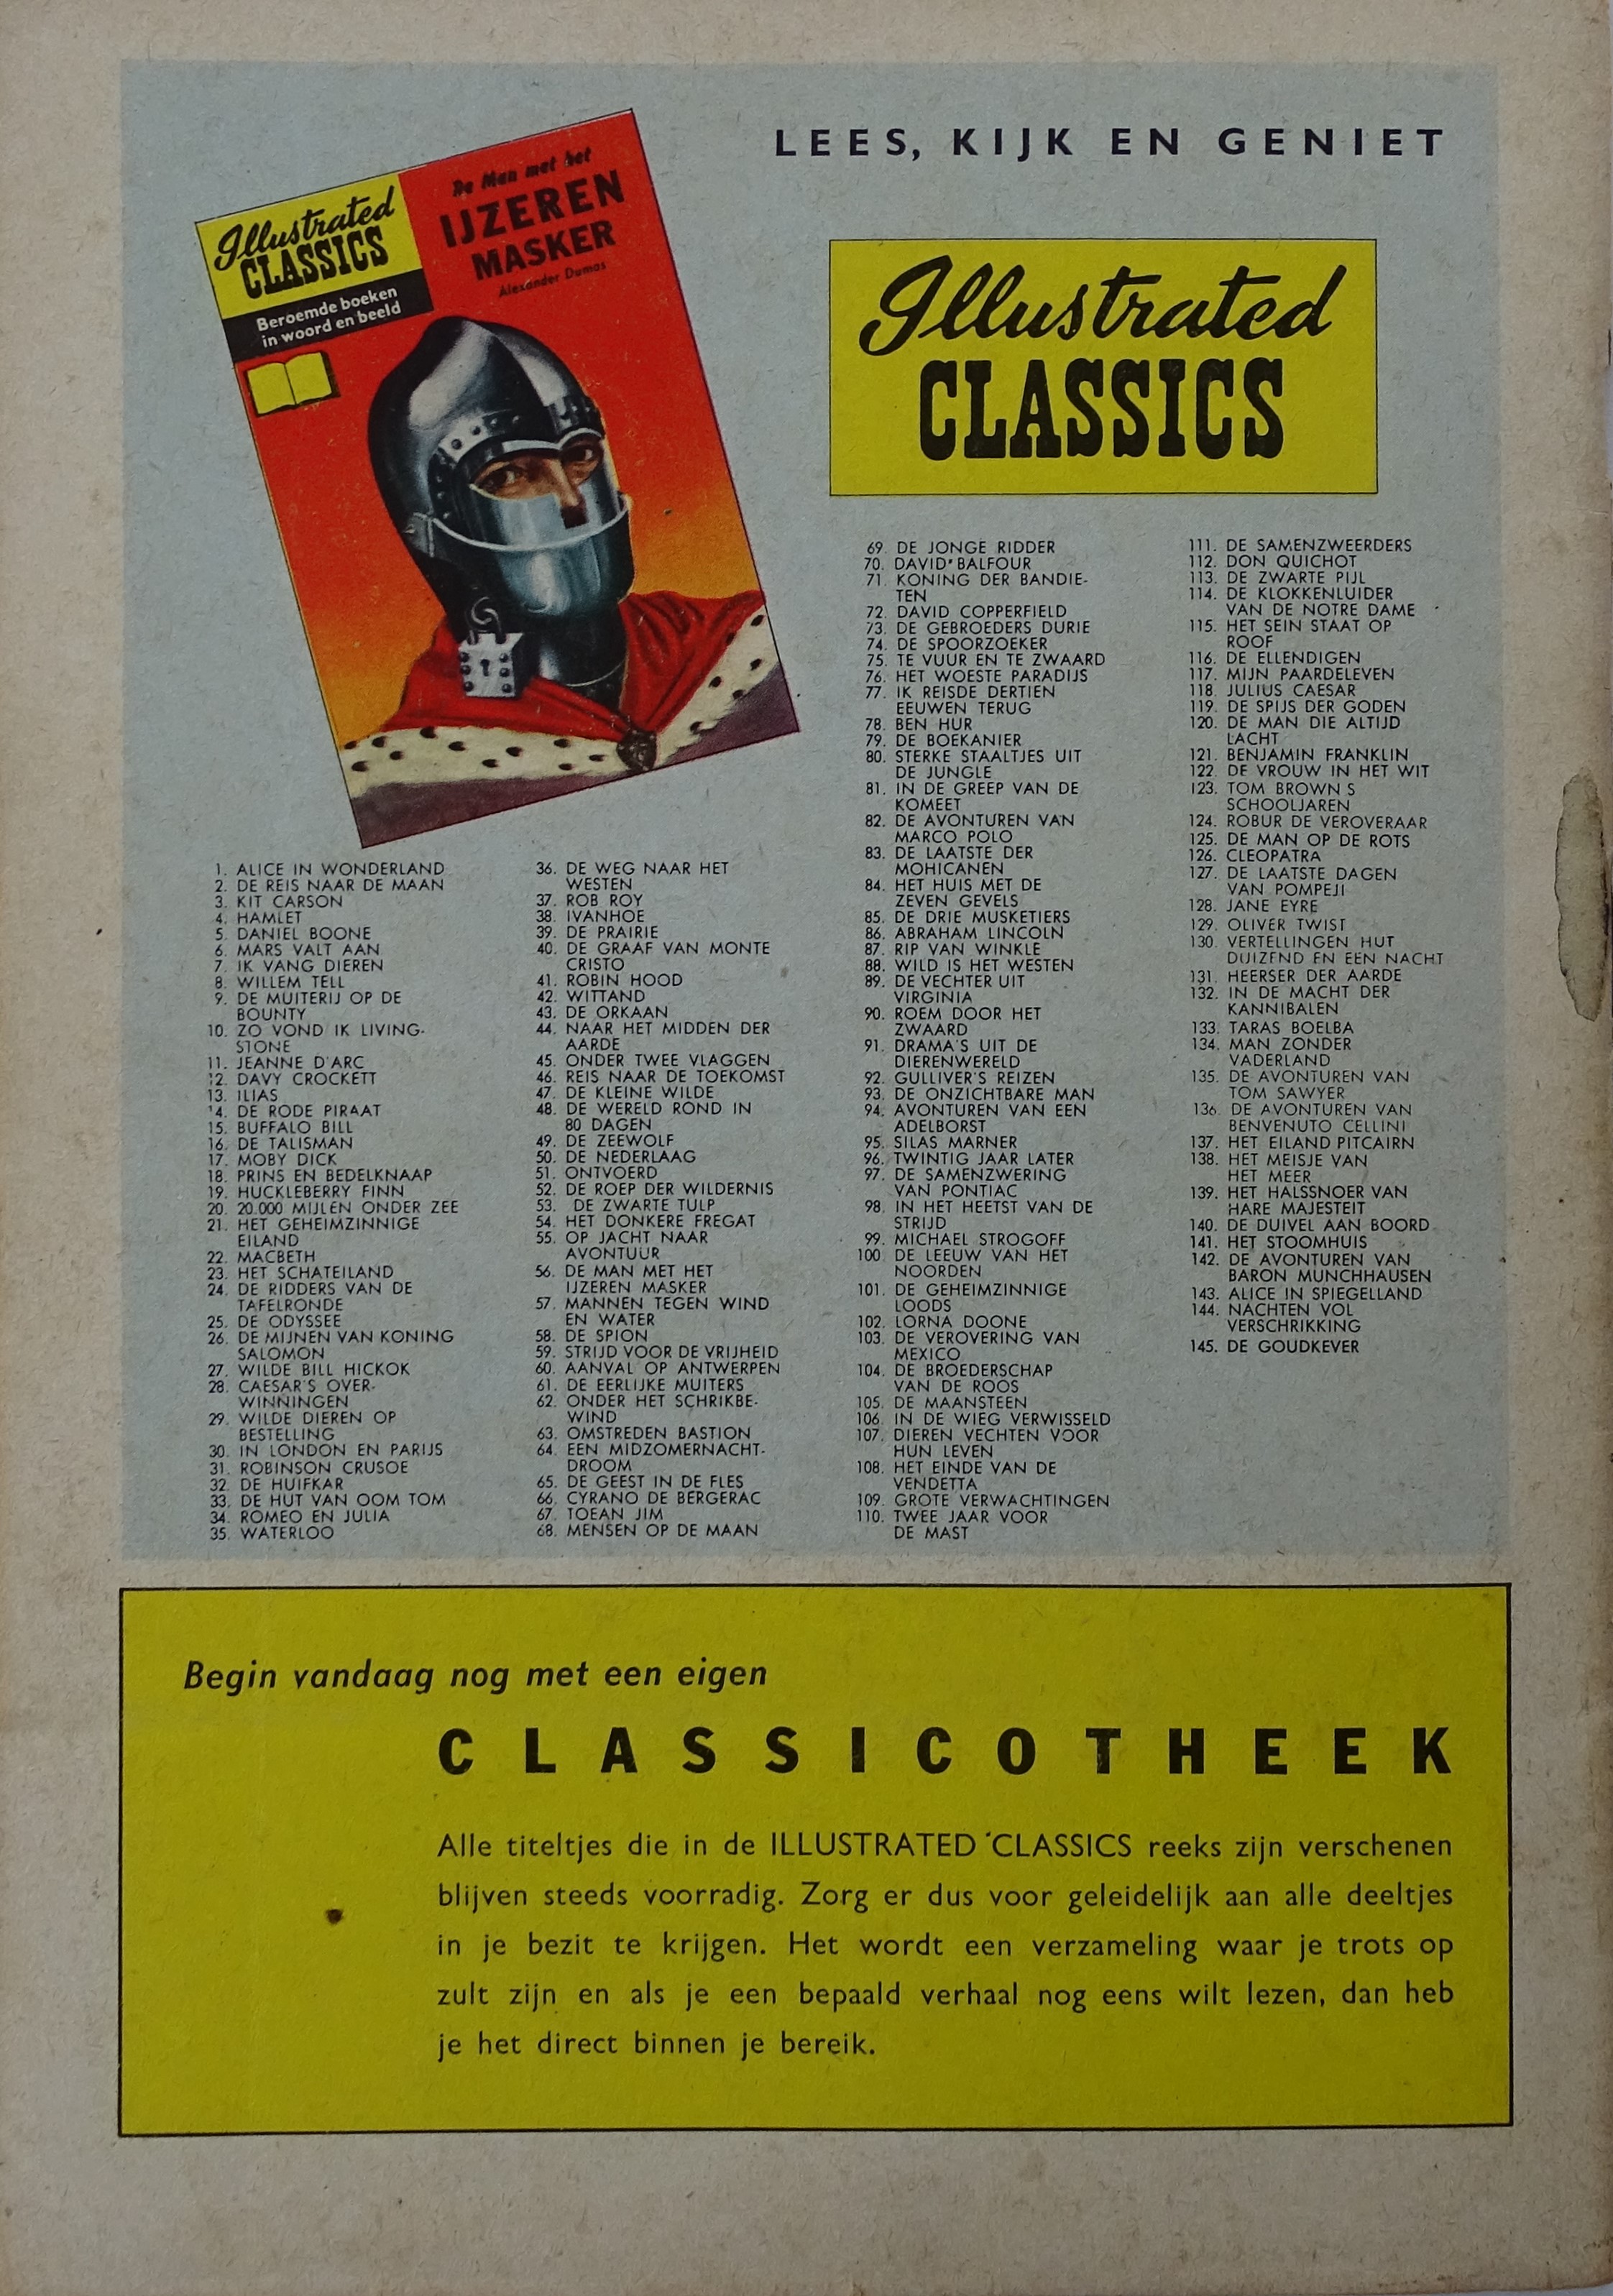 LEES, KIJK EN GENIET
Illustrated
CLASSICS
Beroemde boeken
in woord en beeld
De Man met het
IJZEREN
MASKER
Alexander Dumas
Illustrated
CLASSICS
1. ALICE IN WONDERLAND
2. DE REIS NAAR DE MAAN
3. KIT CARSON
4. HAMLET
5. DANIEL BOONE
6. MARS VALT AAN
7. IK VANG DIEREN
8. WILLEM TELL
9. DE MUITERIJ OP DE
BOUNTY
10. ZO VOND IK LIVING-
STONE
11. JEANNE D'ARC
12. DAVY CROCKETT
13. ILIAS
14. DE RODE PIRAAT
15. BUFFALO BILL
16. DE TALISMAN
17. MOBY DICK
18. PRINS EN BEDELKNAAP
19. HUCKLEBERRY FINN
20. 20.000 MIJLEN ONDER ZEE
21. HET GEHEIMZINNIGE
EILAND
22. MACBETH
23. HET SCHATEILAND
24. DE RIDDERS VAN DE
TAFELRONDE
25. DE ODYSSEE
26. DE MIJNEN VAN KONING
SALOMON
27. WILDE BILL HICKOK
28. CAESAR'S OVER-
WINNINGEN
29. WILDE DIEREN OP
BESTELLING
30. IN LONDON EN PARIJS
31. ROBINSON CRUSOE
32. DE HUIFKAR
33. DE HUT VAN OOM TOM
34. ROMEO EN JULIA
35. WATERLOO
36. DE WEG NAAR HET
WESTEN
37. ROB ROY
38. IVANHOE
39. DE PRAIRIE
40. DE GRAAF VAN MONTE
CRISTO
41. ROBIN HOOD
42. WITTAND
43. DE ORKAAN
44. NAAR HET MIDDEN DER
AARDE
45. ONDER TWEE VLAGGEN
46. REIS NAAR DE TOEKOMST
47. DE KLEINE WILDE
48. DE WERELD ROND IN
80 DAGEN
49. DE ZEEWOLF
50. DE NEDERLAAG
51. ONTVOERD
52. DE ROEP DER WILDERNIS
53. DE ZWARTE TULP
54. HET DONKERE FREGAT
55. OP JACHT NAAR
AVONTUUR
56. DE MAN MET HET
IJZEREN MASKER
57. MANNEN TEGEN WIND
EN WATER
58. DE SPION
59. STRIJD VOOR DE VRIJHEID
60. AANVAL OP ANTWERPEN
61. DE EERLIJKE MUITERS
62. ONDER HET SCHRIKBE-
WIND
63. OMSTREDEN BASTION
64. EEN MIDZOMERNACHT-
DROOM
65. DE GEEST IN DE FLES
66. CYRANO DE BERGERAC
67. TOEAN JIM
68. MENSEN OP DE MAAN
69. DE JONGE RIDDER
70. DAVID BALFOUR
71. KONING DER BANDIE-
TEN
72. DAVID COPPERFIELD
73. DE GEBROEDERS DURIE
74. DE SPOORZOEKER
75. TE VUUR EN TE ZWAARD
76. HET WOESTE PARADIJS
77. IK REISDE DERTIEN
EEUWEN TERUG
78. BEN HUR
79. DE BOEKANIER
80. STERKE STAALTJES UIT
DE JUNGLE
81. IN DE GREEP VAN DE
KOMEET
82. DE AVONTUREN VAN
MARCO POLO
83. DE LAATSTE DER
MOHICANEN
84. HET HUIS MET DE
ZEVEN GEVELS
85. DE DRIE MUSKETIERS
86. ABRAHAM LINCOLN
87. RIP VAN WINKLE
88. WILD IS HET WESTEN
89. DE VECHTER UIT
VIRGINIA
90. ROEM DOOR HET
ZWAARD
91. DRAMA'S UIT DE
DIERENWERELD
92. GULLIVER'S REIZEN
93. DE ONZICHTBARE MAN
94. AVONTUREN VAN EEN
ADELBORST
95. SILAS MARNER
96. TWINTIG JAAR LATER
97. DE SAMENZWERING
VAN PONTIAC
98. IN HET HEETST VAN DE
STRIJD
99. MICHAEL STROGOFF
100. DE LEEUW VAN HET
NOORDEN
101. DE GEHEIMZINNIGE
LOODS
102. LORNA DOONE
103. DE VEROVERING VAN
MEXICO
104. DE BROEDERSCHAP
VAN DE ROOS
105. DE MAANSTEEN
106. IN DE WIEG VERWISSELD
107. DIEREN VECHTEN VOOR
HUN LEVEN
108. HET EINDE VAN DE
VENDETTA
109. GROTE VERWACHTINGEN
110. TWEE JAAR VOOR
DE MAST
111. DE SAMENZWEERDERS
112. DON QUICHOT
113. DE ZWARTE PIJL
114. DE KLOKKENLUIDER
VAN DE NOTRE DAME
115. HET SEIN STAAT OP
ROOF
116. DE ELLENDIGEN
117. MIJN PAARDELEVEN
118. JULIUS CAESAR
119. DE SPIJS DER GODEN
120. DE MAN DIE ALTIJD
LACHT
121. BENJAMIN FRANKLIN
122. DE VROUW IN HET WIT
123. TOM BROWN S
SCHOOLJAREN
124. ROBUR DE VEROVERAAR
125. DE MAN OP DE ROTS
126. CLEOPATRA
127. DE LAATSTE DAGEN
VAN POMPEJI
128. JANE EYRE
129. OLIVER TWIST
130. VERTELLINGEN HUT
DUIZEND EN EEN NACHT
131. HEERSER DER AARDE
132. IN DE MACHT DER
KANNIBALEN
133. TARAS BOELBA
134. MAN ZONDER
VADERLAND
135. DE AVONTUREN VAN
TOM SAWYER
136. DE AVONTUREN VAN
BENVENUTO CELLINI
137. HET EILAND PITCAIRN
138. HET MEISJE VAN
HET MEER
139. HET HALSSNOER VAN
HARE MAJESTEIT
140. DE DUIVEL AAN BOORD
141. HET STOOMHUIS
142. DE AVONTUREN VAN
BARON MUNCHHAUSEN
143. ALICE IN SPIEGELLAND
144. NACHTEN VOL
VERSCHRIKKING
145. DE GOUDKEVER
Begin vandaag nog met een eigen
CLASSICOTHEEK
Alle titeltjes die in de ILLUSTRATED CLASSICS reeks zijn verschenen
blijven steeds voorradig. Zorg er dus voor geleidelijk aan alle deeltjes
in je bezit te krijgen. Het wordt een verzameling waar je trots op
zult zijn en als je een bepaald verhaal nog eens wilt lezen, dan heb
je het direct binnen je bereik.